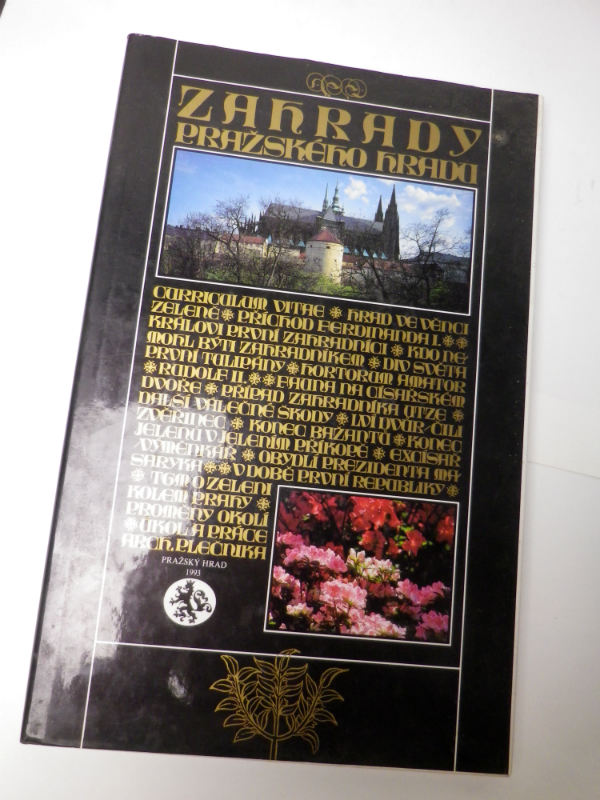 ZAHRADY
PRAŽSKÉHO HRADU
CURRICULUM VITAE * HRAD VE VĚNCI
ZELENĚ * PŘÍCHOD FERDINANDA I. * *
KRÁLOVI PRVNÍ ZAHRADNÍCI * KDO NE-
MOHL BÝTI ZAHRADNÍKEM * DIV SVĚTA
PRVNÍ TULIPÁNY * HORTORUM AMATOR
* RUDOLF II. * * FAUNA NA CÍSAŘSKÉM
DVOŘE * PŘÍPAD ZAHRADNÍKA UTZE *
DALŠÍ VÁLEČNÉ ŠKODY * LVÍ DVŮR ČILI
ZVĚŘINEC * KONEC BAŽANTŮ * KONEC
JELENŮ V JELENÍM PŘÍKOPĚ * EXCÍSAŘ
VÝMĚNKÁŘ * OBYDLÍ PREZIDENTA MA-
SARYKA * * V DOBĚ PRVNÍ REPUBLIKY *
* TGM O ZELENI
KOLEM PRAHY *
PROMĚNY OKOLÍ
* ÚKOL A PRÁCE
ARCH. PLEČNIKA
PRAŽSKÝ HRAD
1993